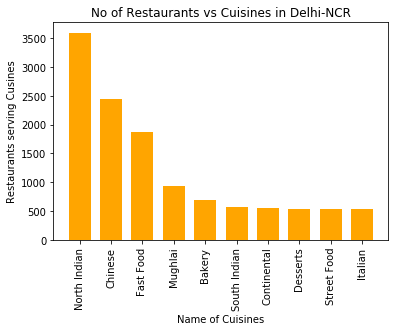 No of Restaurants vs Cuisines in Delhi-NCR
Restaurants serving Cusines
3500
3000
2500
2000
1500
1000
500
0
North Indian
Chinese
Fast Food
Mughlai
Bakery
South Indian
Continental
Desserts
Street Food
Italian
Name of Cuisines